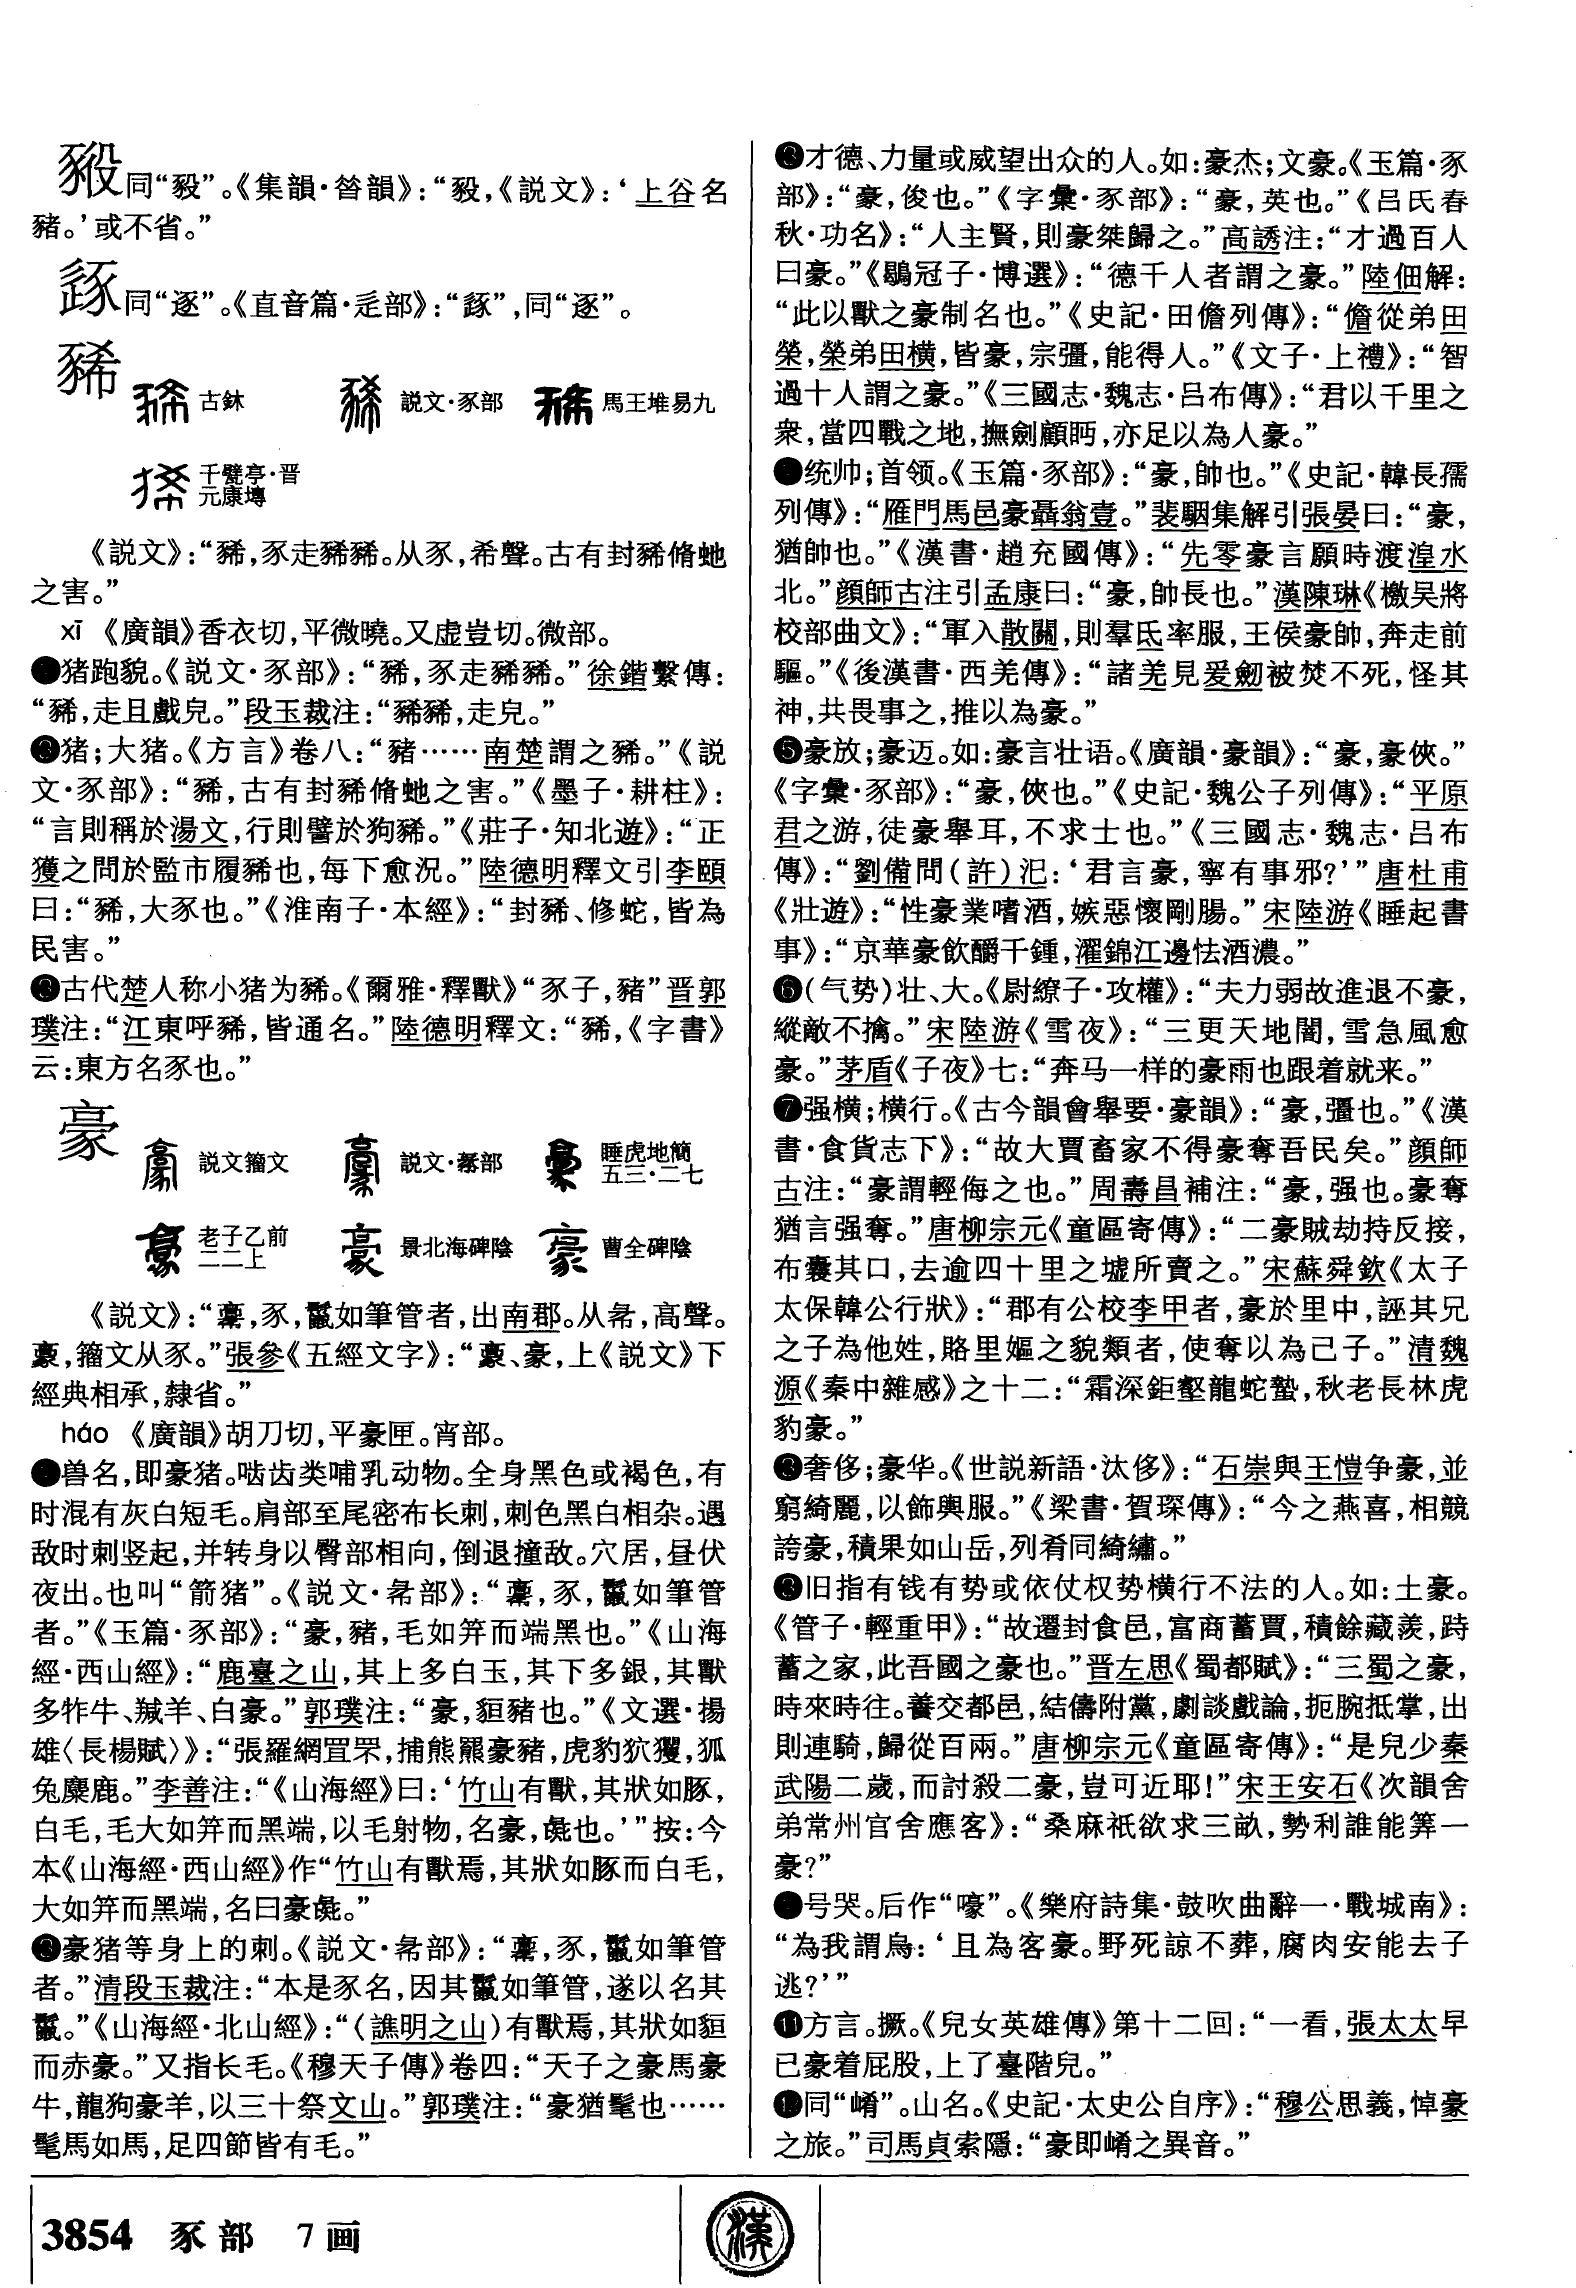 同“豛”。《集韻·昝韻》：“豛，《説文》：‘上谷名
豬。’或不省。”
同“逐”。《直音篇·辵部》：“𨁒”，同“逐”。
豨
古鉥
説文·豕部
馬王堆易九
千甓亭·晋
元康塼
《説文》：“豨，豕走豨豨。从豕，希聲。古有封豨脩虵
之害。”
xī 《廣韻》香衣切，平微曉。又虚豈切。微部。
❶猪跑貌。《説文·豕部》：“豨，豕走豨豨。”徐鍇繫傳：
“豨，走且戲皃。”段玉裁注：“豨豨，走皃。”
❷猪；大猪。《方言》卷八：“豬……南楚謂之豨。”《説
文·豕部》：“豨，古有封豨脩虵之害。”《墨子·耕柱》：
“言則稱於湯文，行則譬於狗豨。”《莊子·知北遊》：“正
獲之問於監市履豨也，每下愈況。”陸德明釋文引李頤
曰：“豨，大豕也。”《淮南子·本經》：“封豨、修蛇，皆為
民害。”
❸古代楚人称小猪为豨。《爾雅·釋獸》“豕子，豬”晋郭
璞注：“江東呼豨，皆通名。”陸德明釋文：“豨，《字書》
云：東方名豕也。”
豪
説文籀文
説文·㣇部
睡虎地簡
五三·二七
老子乙前
二二上
景北海碑陰
曹全碑陰
《説文》：“𣫵，豕，鬣如筆管者，出南郡。从㣇，高聲。
豪，籀文从豕。”張參《五經文字》：“豪、豪，上《説文》下
經典相承，隸省。”
háo 《廣韻》胡刀切，平豪匣。宵部。
❶兽名，即豪猪。啮齿类哺乳动物。全身黑色或褐色，有
时混有灰白短毛。肩部至尾密布长刺，刺色黑白相杂。遇
敌时刺竖起，并转身以臀部相向，倒退撞敌。穴居，昼伏
夜出。也叫“箭猪”。《説文·㣇部》：“豪，豕，鬣如筆管
者。”《玉篇·豕部》：“豪，豬，毛如笄而端黑也。”《山海
經·西山經》：“鹿臺之山，其上多白玉，其下多銀，其獸
多㸲牛、羬羊、白豪。”郭璞注：“豪，貆豬也。”《文選·揚
雄〈長楊賦〉》：“張羅網罝罘，捕熊羆豪豬，虎豹狖玃，狐
兔麋鹿。”李善注：“《山海經》曰：‘竹山有獸，其狀如豚，
白毛，毛大如笄而黑端，以毛射物，名豪，彘也。’”按：今
本《山海經·西山經》作“竹山有獸焉，其狀如豚而白毛，
大如笄而黑端，名曰豪彘。”
❷豪猪等身上的刺。《説文·㣇部》：“豪，豕，鬣如筆管
者。”清段玉裁注：“本是豕名，因其鬣如筆管，遂以名其
鬣。”《山海經·北山經》：“（譙明之山）有獸焉，其狀如貆
而赤豪。”又指长毛。《穆天子傳》卷四：“天子之豪馬豪
牛，龍狗豪羊，以三十祭文山。”郭璞注：“豪猶髦也……
髦馬如馬，足四節皆有毛。”
❸才德、力量或威望出众的人。如：豪杰；文豪。《玉篇·豕
部》：“豪，俊也。”《字彙·豕部》：“豪，英也。”《吕氏春
秋·功名》：“人主賢，則豪桀歸之。”高誘注：“才過百人
曰豪。”《鶡冠子·博選》：“德千人者謂之豪。”陸佃解：
“此以獸之豪制名也。”《史記·田儋列傳》：“儋從弟田
榮，榮弟田横，皆豪，宗彊，能得人。”《文子·上禮》：“智
過十人謂之豪。”《三國志·魏志·吕布傳》：“君以千里之
衆，當四戰之地，撫劍顧眄，亦足以為人豪。”
❹统帅；首领。《玉篇·豕部》：“豪，帥也。”《史記·韓長孺
列傳》：“雁門馬邑豪聶翁壹。”裴駰集解引張晏曰：“豪，
猶帥也。”《漢書·趙充國傳》：“先零豪言願時渡湟水
北。”顔師古注引孟康曰：“豪，帥長也。”漢陳琳《檄吴將
校部曲文》：“軍入散關，則羣氐率服，王侯豪帥，奔走前
驅。”《後漢書·西羌傳》：“諸羌見爰劒被焚不死，怪其
神，共畏事之，推以為豪。”
❺豪放；豪迈。如：豪言壮语。《廣韻·豪韻》：“豪，豪俠。”
《字彙·豕部》：“豪，俠也。”《史記·魏公子列傳》：“平原
君之游，徒豪舉耳，不求士也。”《三國志·魏志·吕布
傳》：“劉備問（許）汜：‘君言豪，寧有事邪？’”唐杜甫
《壯遊》：“性豪業嗜酒，嫉惡懷剛腸。”宋陸游《睡起書
事》：“京華豪飲釂千鍾，濯錦江邊怯酒濃。”
❻（气势）壮、大。《尉繚子·攻權》：“夫力弱故進退不豪，
縱敵不擒。”宋陸游《雪夜》：“三更天地闇，雪急風愈
豪。”茅盾《子夜》七：“奔马一样的豪雨也跟着就来。”
❼强横；横行。《古今韻會舉要·豪韻》：“豪，彊也。”《漢
書·食貨志下》：“故大賈畜家不得豪奪吾民矣。”顔師
古注：“豪謂輕侮之也。”周壽昌補注：“豪，强也。豪奪
猶言强奪。”唐柳宗元《童區寄傳》：“二豪賊劫持反接，
布囊其口，去逾四十里之墟所賣之。”宋蘇舜欽《太子
太保韓公行狀》：“郡有公校李甲者，豪於里中，誣其兄
之子為他姓，賂里嫗之貌類者，使奪以為己子。”清魏
源《秦中雜感》之十二：“霜深鉅壑龍蛇蟄，秋老長林虎
豹豪。”
❽奢侈；豪华。《世説新語·汰侈》：“石崇與王愷争豪，並
窮綺麗，以飾輿服。”《梁書·賀琛傳》：“今之燕喜，相競
誇豪，積果如山岳，列肴同綺繡。”
❾旧指有钱有势或依仗权势横行不法的人。如：土豪。
《管子·輕重甲》：“故遷封食邑，富商蓄賈，積餘藏羨，跱
蓄之家，此吾國之豪也。”晋左思《蜀都賦》：“三蜀之豪，
時來時往。養交都邑，結儔附黨，劇談戲論，扼腕抵掌，出
則連騎，歸從百兩。”唐柳宗元《童區寄傳》：“是兒少秦
武陽二歲，而討殺二豪，豈可近耶！”宋王安石《次韻舍
弟常州官舍應客》：“桑麻祇欲求三畝，勢利誰能筭一
豪？”
❿号哭。后作“嚎”。《樂府詩集·鼓吹曲辭一·戰城南》：
“為我謂烏：‘且為客豪。野死諒不葬，腐肉安能去子
逃？’”
⓫方言。撅。《兒女英雄傳》第十二回：“一看，張太太早
已豪着屁股，上了臺階兒。”
⓬同“崤”。山名。《史記·太史公自序》：“穆公思義，悼豪
之旅。”司馬貞索隱：“豪即崤之異音。”
3854 豕部 7画
漢